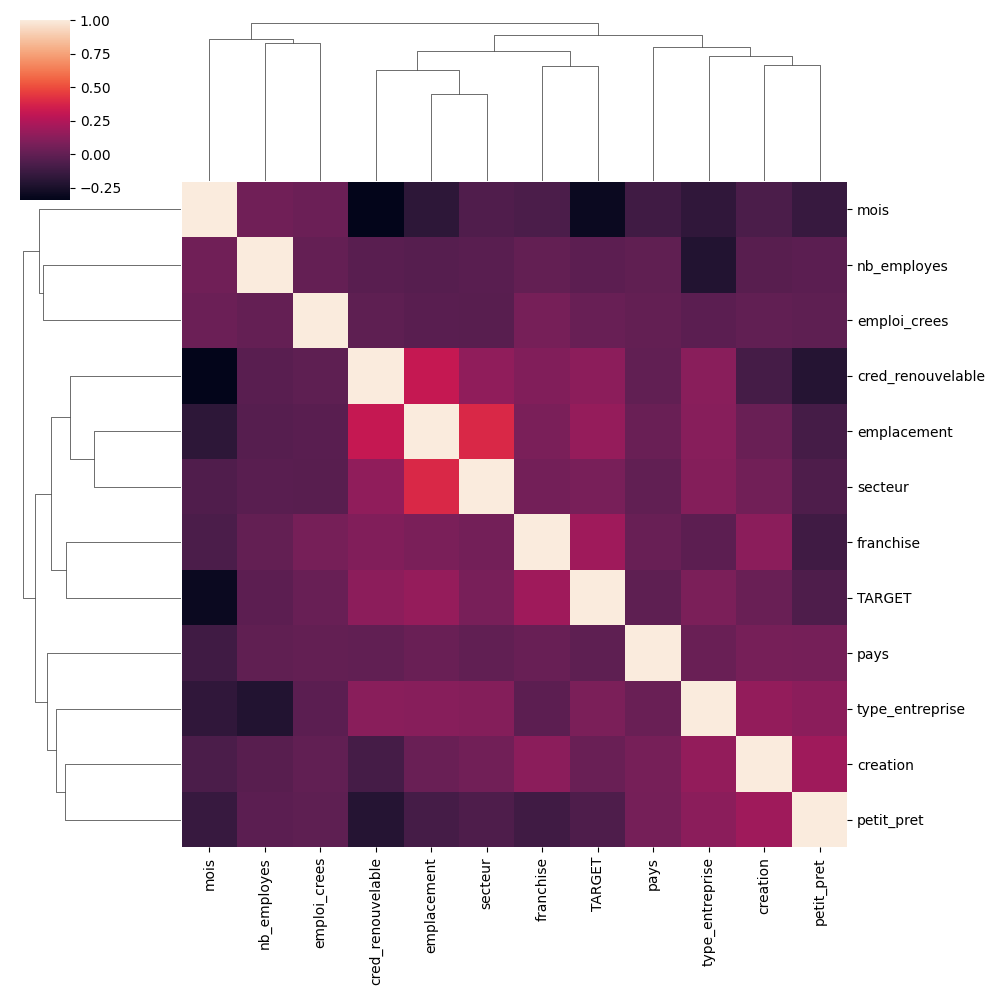 1.00
0.75
0.50
0.25
0.00
−0.25
mois
nb_employes
emploi_crees
cred_renouvelable
emplacement
secteur
franchise
TARGET
pays
type_entreprise
creation
petit_pret
mois
nb_employes
emploi_crees
cred_renouvelable
emplacement
secteur
franchise
TARGET
pays
type_entreprise
creation
petit_pret